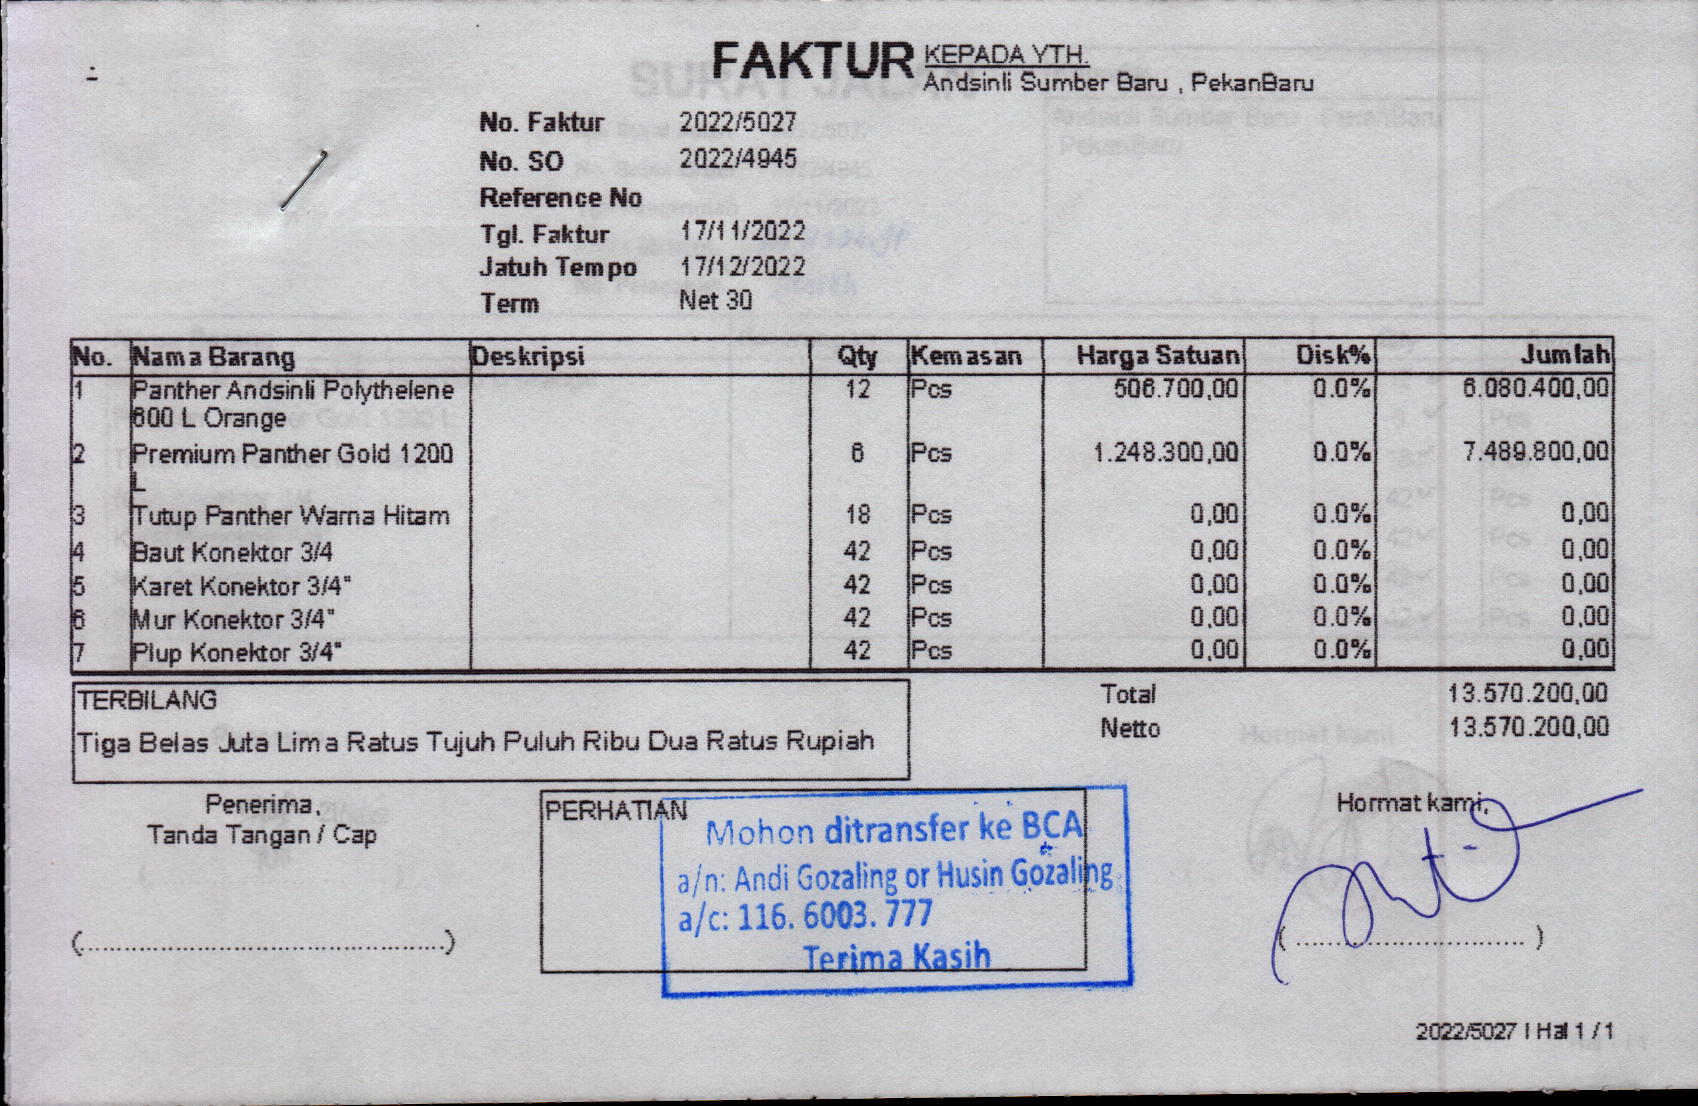 FAKTUR KEPADA YTH.
Andsinli Sumber Baru , PekanBaru
No. Faktur 2022/5027
No. SO 2022/4945
Reference No
Tgl. Faktur 17/11/2022
Jatuh Tempo 17/12/2022
Term Net 30
No. Nama Barang Deskripsi Qty Kemasan Harga Satuan Disk% Jumlah
1 Panther Andsinli Polythelene 12 Pcs 506.700,00 0.0% 6.080.400,00
600 L Orange
2 Premium Panther Gold 1200 6 Pcs 1.248.300,00 0.0% 7.489.800,00
L
3 Tutup Panther Warna Hitam 18 Pcs 0,00 0.0% 0,00
4 Baut Konektor 3/4 42 Pcs 0,00 0.0% 0,00
5 Karet Konektor 3/4" 42 Pcs 0,00 0.0% 0,00
6 Mur Konektor 3/4" 42 Pcs 0,00 0.0% 0,00
7 Plup Konektor 3/4" 42 Pcs 0,00 0.0% 0,00
TERBILANG
Tiga Belas Juta Lima Ratus Tujuh Puluh Ribu Dua Ratus Rupiah
Total 13.570.200,00
Netto 13.570.200,00
Penerima,
Tanda Tangan / Cap
(..........................................)
PERHATIAN
Mohon ditransfer ke BCA
a/n: Andi Gozaling or Husin Gozaling
a/c: 116. 6003. 777
Terima Kasih
Hormat kami,
( .............................. )
2022/5027 | Hal 1 / 1